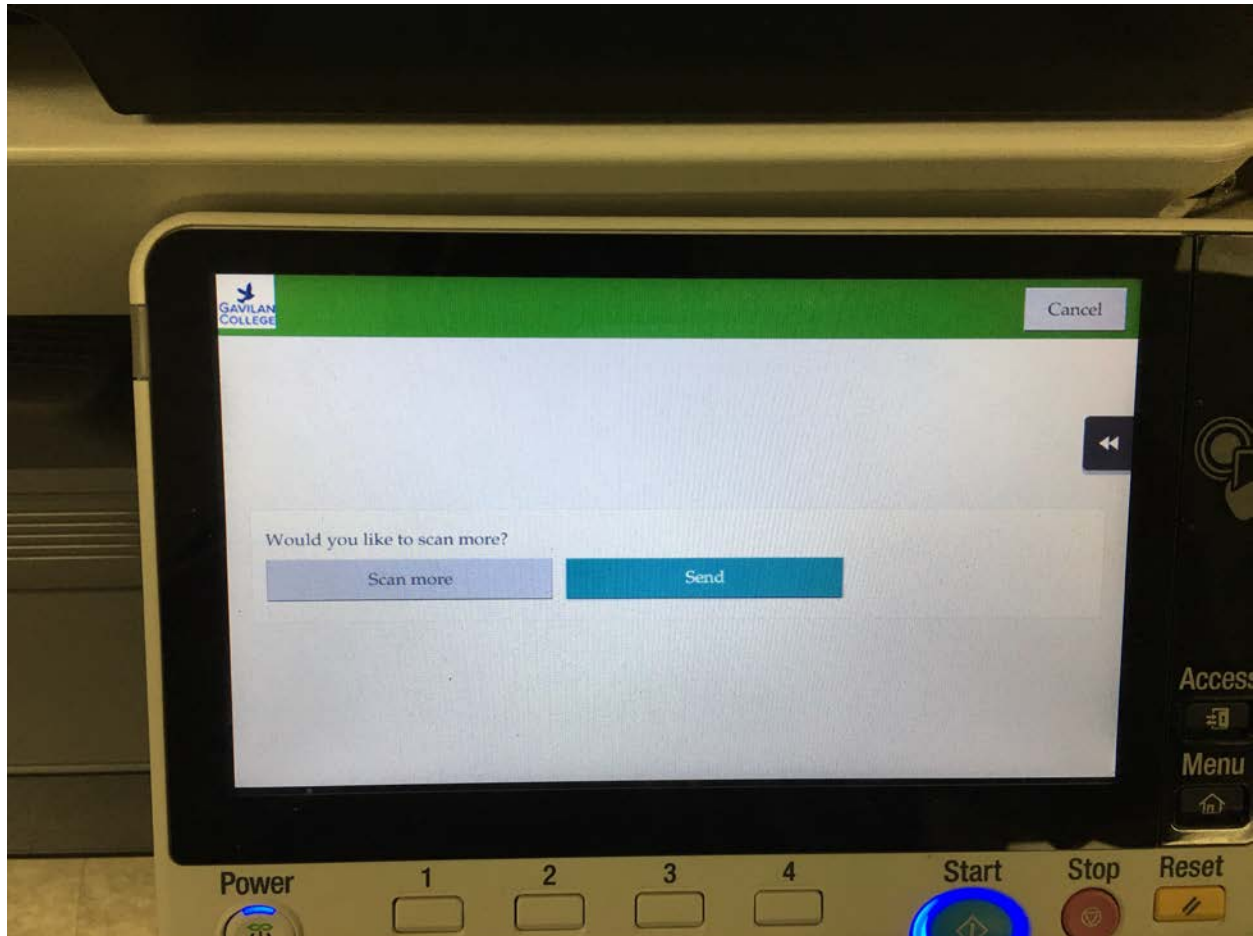 GAVILAN
COLLEGE
Cancel
Would you like to scan more?
Scan more
Send
Access
Menu
Power
1
2
3
4
Start
Stop
Reset